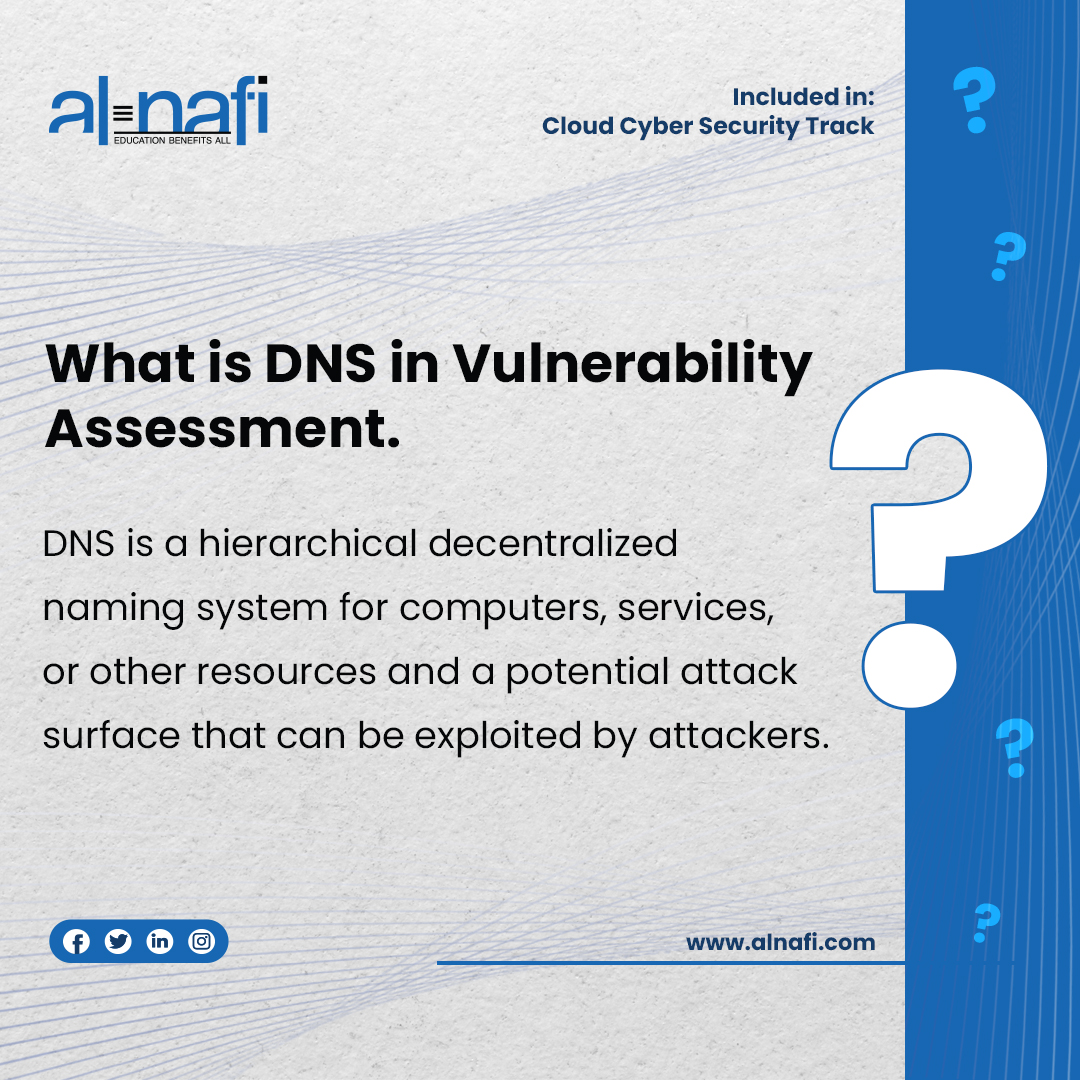 al-nafi
EDUCATION BENEFITS ALL
Included in:
Cloud Cyber Security Track
What is DNS in Vulnerability
Assessment.
?
DNS is a hierarchical decentralized
naming system for computers, services,
or other resources and a potential attack
surface that can be exploited by attackers.
www.alnafi.com